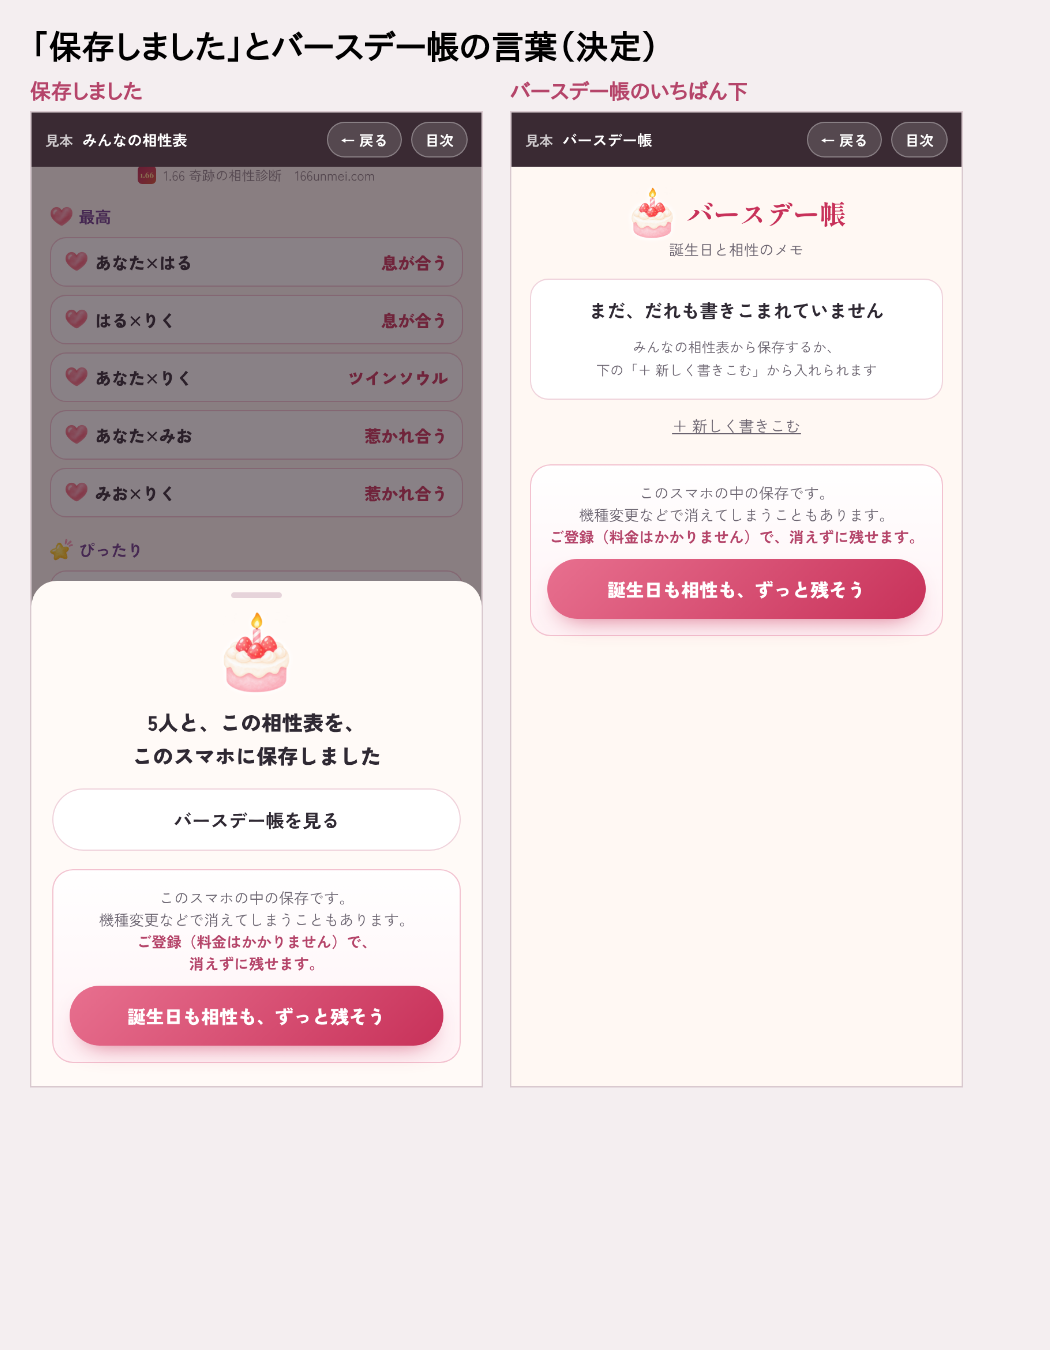 「保存しました」とバースデー帳の言葉（決定）
保存しました
見本 みんなの相性表
← 戻る
目次
1.66 1.66 奇跡の相性診断 166unmei.com
最高
あなた×はる 息が合う
はる×りく 息が合う
あなた×りく ツインソウル
あなた×みお 惹かれ合う
みお×りく 惹かれ合う
ぴったり
5人と、この相性表を、
このスマホに保存しました
バースデー帳を見る
このスマホの中の保存です。
機種変更などで消えてしまうこともあります。
ご登録（料金はかかりません）で、
消えずに残せます。
誕生日も相性も、ずっと残そう
バースデー帳のいちばん下
見本 バースデー帳
← 戻る
目次
バースデー帳
誕生日と相性のメモ
まだ、だれも書きこまれていません
みんなの相性表から保存するか、
下の「＋ 新しく書きこむ」から入れられます
＋ 新しく書きこむ
このスマホの中の保存です。
機種変更などで消えてしまうこともあります。
ご登録（料金はかかりません）で、消えずに残せます。
誕生日も相性も、ずっと残そう